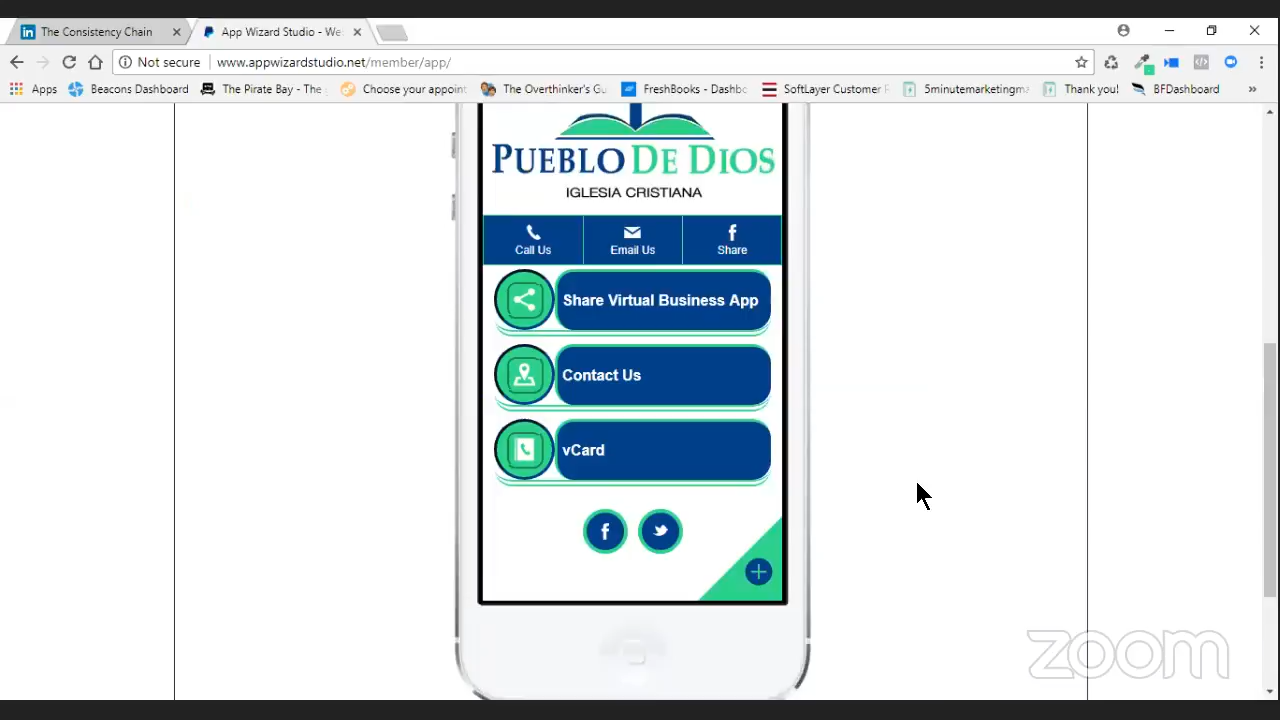 The Consistency Chain
App Wizard Studio - We
Not secure www.appwizardstudio.net/member/app/
Apps Beacons Dashboard The Pirate Bay - The Choose your appoint The Overthinker's Gu FreshBooks - Dashbo SoftLayer Customer 5minutemarketingma Thank you! BFDashboard »
PUEBLO DE DIOS
IGLESIA CRISTIANA
Call Us Email Us Share
Share Virtual Business App
Contact Us
vCard
zoom